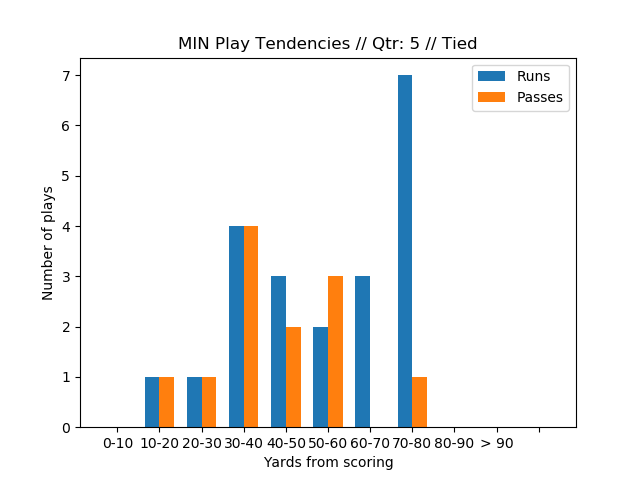 MIN Play Tendencies // Qtr: 5 // Tied
Runs
Passes
Number of plays
7
6
5
4
3
2
1
0
0-10 10-20 20-30 30-40 40-50 50-60 60-70 70-80 80-90 > 90
Yards from scoring